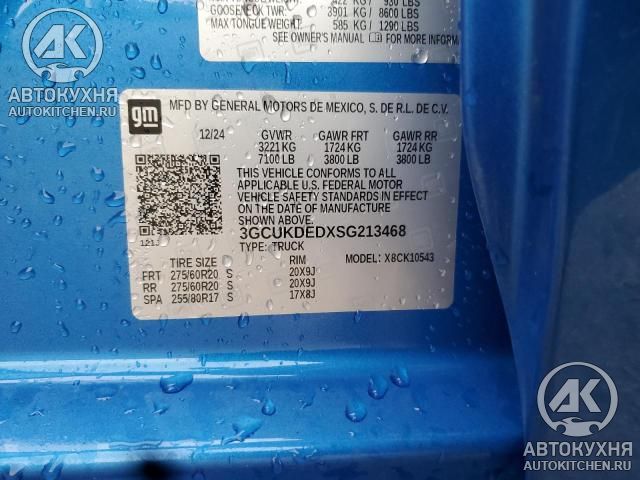 422 KG / 930 LBS
GOOSENECK TWR 3901 KG / 8600 LBS
MAX TONGUE WEIGHT 585 KG / 1290 LBS
SEE OWNER'S MANUAL FOR MORE INFORMATION
АК
АВТОКУХНЯ
AUTOKITCHEN.RU
gm
MFD BY GENERAL MOTORS DE MEXICO, S. DE R.L. DE C.V.
12/24 GVWR GAWR FRT GAWR RR
3221 KG 1724 KG 1724 KG
7100 LB 3800 LB 3800 LB
THIS VEHICLE CONFORMS TO ALL
APPLICABLE U.S. FEDERAL MOTOR
VEHICLE SAFETY STANDARDS IN EFFECT
ON THE DATE OF MANUFACTURE
SHOWN ABOVE.
3GCUKDEDXSG213468
TYPE: TRUCK
MODEL: X8CK10543
TIRE SIZE RIM
FRT 275/60R20 S 20X9J
RR 275/60R20 S 20X9J
SPA 255/80R17 S 17X8J
АК
АВТОКУХНЯ
AUTOKITCHEN.RU